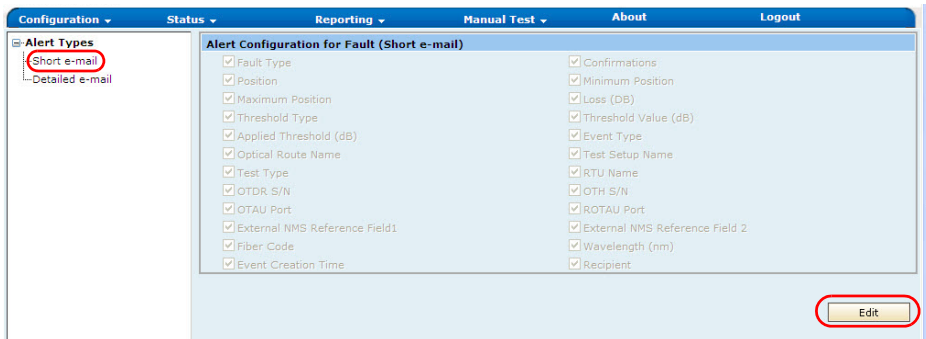 Configuration Status Reporting Manual Test About Logout
Alert Types
Short e-mail
Detailed e-mail
Alert Configuration for Fault (Short e-mail)
Fault Type Confirmations
Position Minimum Position
Maximum Position Loss (DB)
Threshold Type Threshold Value (dB)
Applied Threshold (dB) Event Type
Optical Route Name Test Setup Name
Test Type RTU Name
OTDR S/N OTH S/N
OTAU Port ROTAU Port
External NMS Reference Field1 External NMS Reference Field 2
Fiber Code Wavelength (nm)
Event Creation Time Recipient
Edit